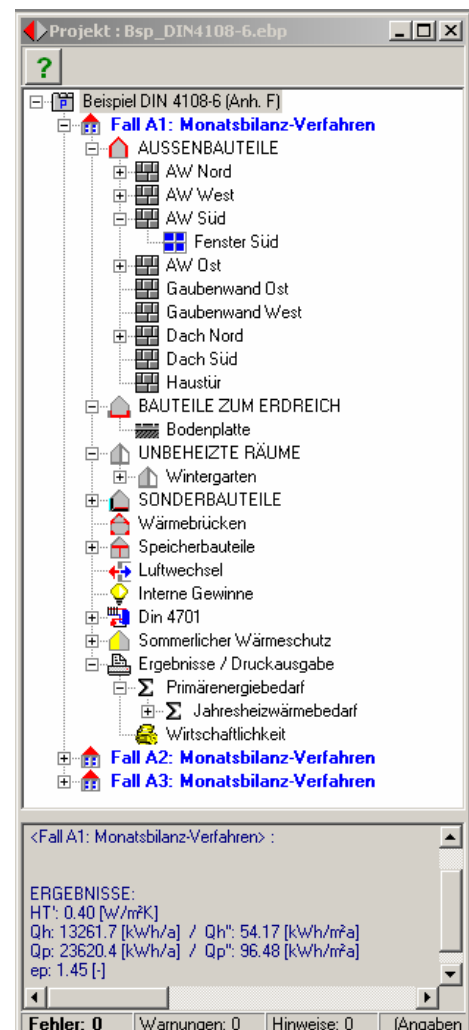 Projekt : Bsp_DIN4108-6.ebp
?
Beispiel DIN 4108-6 (Anh. F)
Fall A1: Monatsbilanz-Verfahren
AUSSENBAUTEILE
AW Nord
AW West
AW Süd
Fenster Süd
AW Ost
Gaubenwand Ost
Gaubenwand West
Dach Nord
Dach Süd
Haustür
BAUTEILE ZUM ERDREICH
Bodenplatte
UNBEHEIZTE RÄUME
Wintergarten
SONDERBAUTEILE
Wärmebrücken
Speicherbauteile
Luftwechsel
Interne Gewinne
Din 4701
Sommerlicher Wärmeschutz
Ergebnisse / Druckausgabe
Σ Primärenergiebedarf
Σ Jahresheizwärmebedarf
Wirtschaftlichkeit
Fall A2: Monatsbilanz-Verfahren
Fall A3: Monatsbilanz-Verfahren
<Fall A1: Monatsbilanz-Verfahren> :
ERGEBNISSE:
HT': 0.40 [W/m²K]
Qh: 13261.7 [kWh/a] / Qh'': 54.17 [kWh/m²a]
Qp: 23620.4 [kWh/a] / Qp'': 96.48 [kWh/m²a]
ep: 1.45 [-]
Fehler: 0 Warnungen: 0 Hinweise: 0 (Angaben